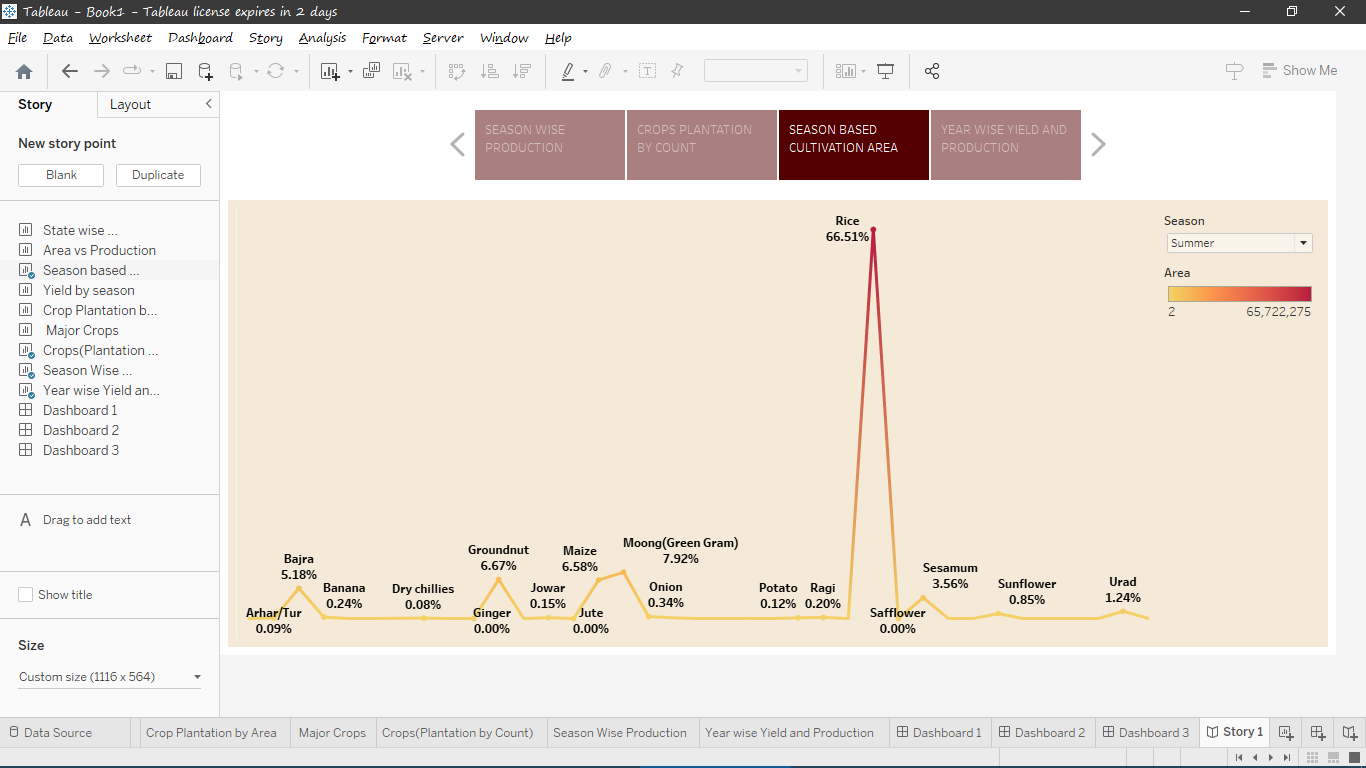 Tableau - Book1 - Tableau license expires in 2 days
File Data Worksheet Dashboard Story Analysis Format Server Window Help
Show Me
Story Layout
New story point
Blank Duplicate
State wise ...
Area vs Production
Season based ...
Yield by season
Crop Plantation b...
Major Crops
Crops(Plantation ...
Season Wise ...
Year wise Yield an...
Dashboard 1
Dashboard 2
Dashboard 3
A Drag to add text
Show title
Size
Custom size (1116 x 564)
SEASON WISE
PRODUCTION
CROPS PLANTATION
BY COUNT
SEASON BASED
CULTIVATION AREA
YEAR WISE YIELD AND
PRODUCTION
Season
Summer
Area
2 65,722,275
Arhar/Tur
0.09%
Bajra
5.18%
Banana
0.24%
Dry chillies
0.08%
Ginger
0.00%
Groundnut
6.67%
Jowar
0.15%
Jute
0.00%
Maize
6.58%
Moong(Green Gram)
7.92%
Onion
0.34%
Potato
0.12%
Ragi
0.20%
Rice
66.51%
Safflower
0.00%
Sesamum
3.56%
Sunflower
0.85%
Urad
1.24%
Data Source Crop Plantation by Area Major Crops Crops(Plantation by Count) Season Wise Production Year wise Yield and Production Dashboard 1 Dashboard 2 Dashboard 3 Story 1